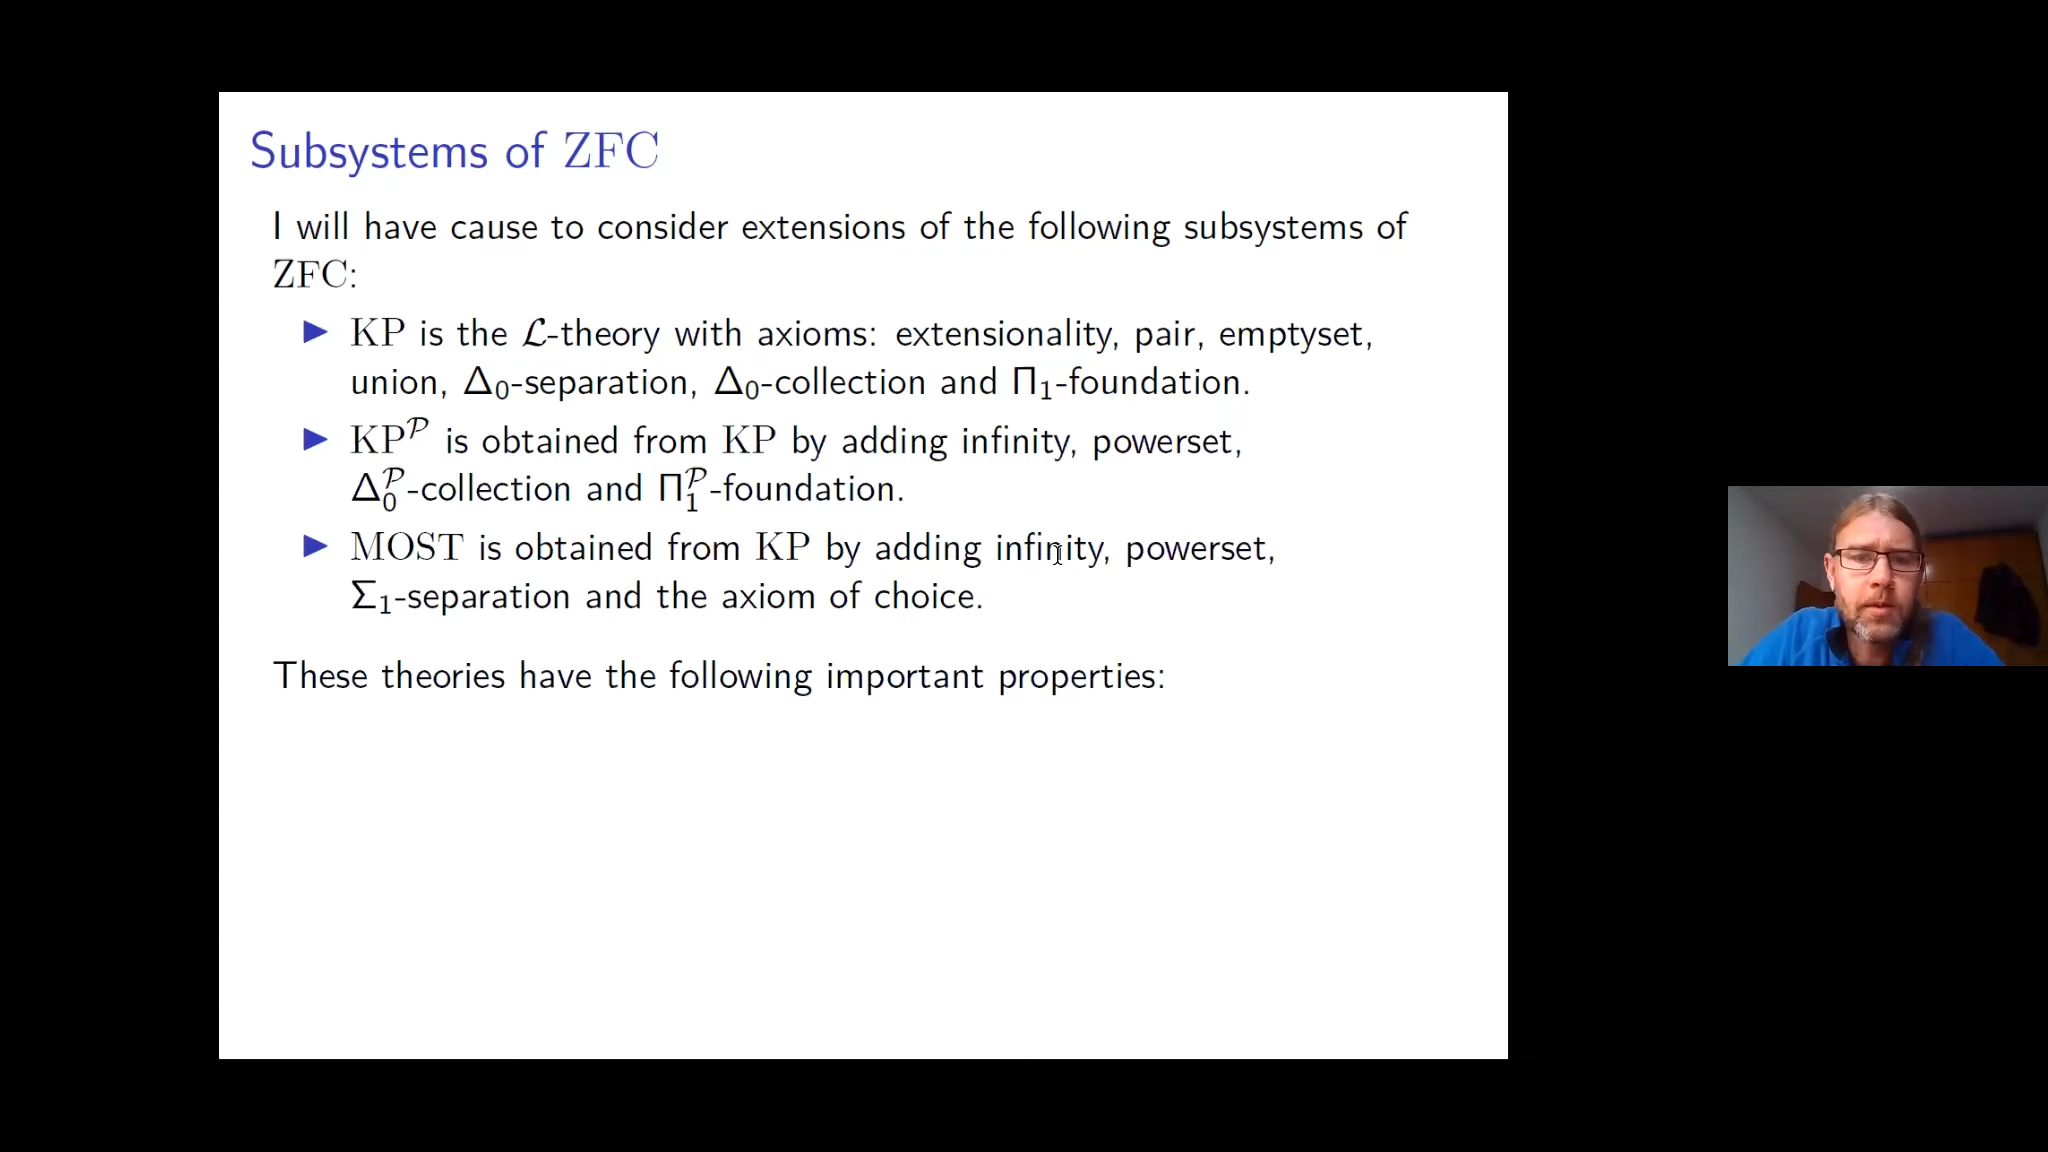 Subsystems of ZFC
I will have cause to consider extensions of the following subsystems of
ZFC:
▶ KP is the ℒ-theory with axioms: extensionality, pair, emptyset,
union, Δ₀-separation, Δ₀-collection and Π₁-foundation.
▶ KP^𝒫 is obtained from KP by adding infinity, powerset,
Δ₀^𝒫-collection and Π₁^𝒫-foundation.
▶ MOST is obtained from KP by adding infinity, powerset,
Σ₁-separation and the axiom of choice.
These theories have the following important properties: